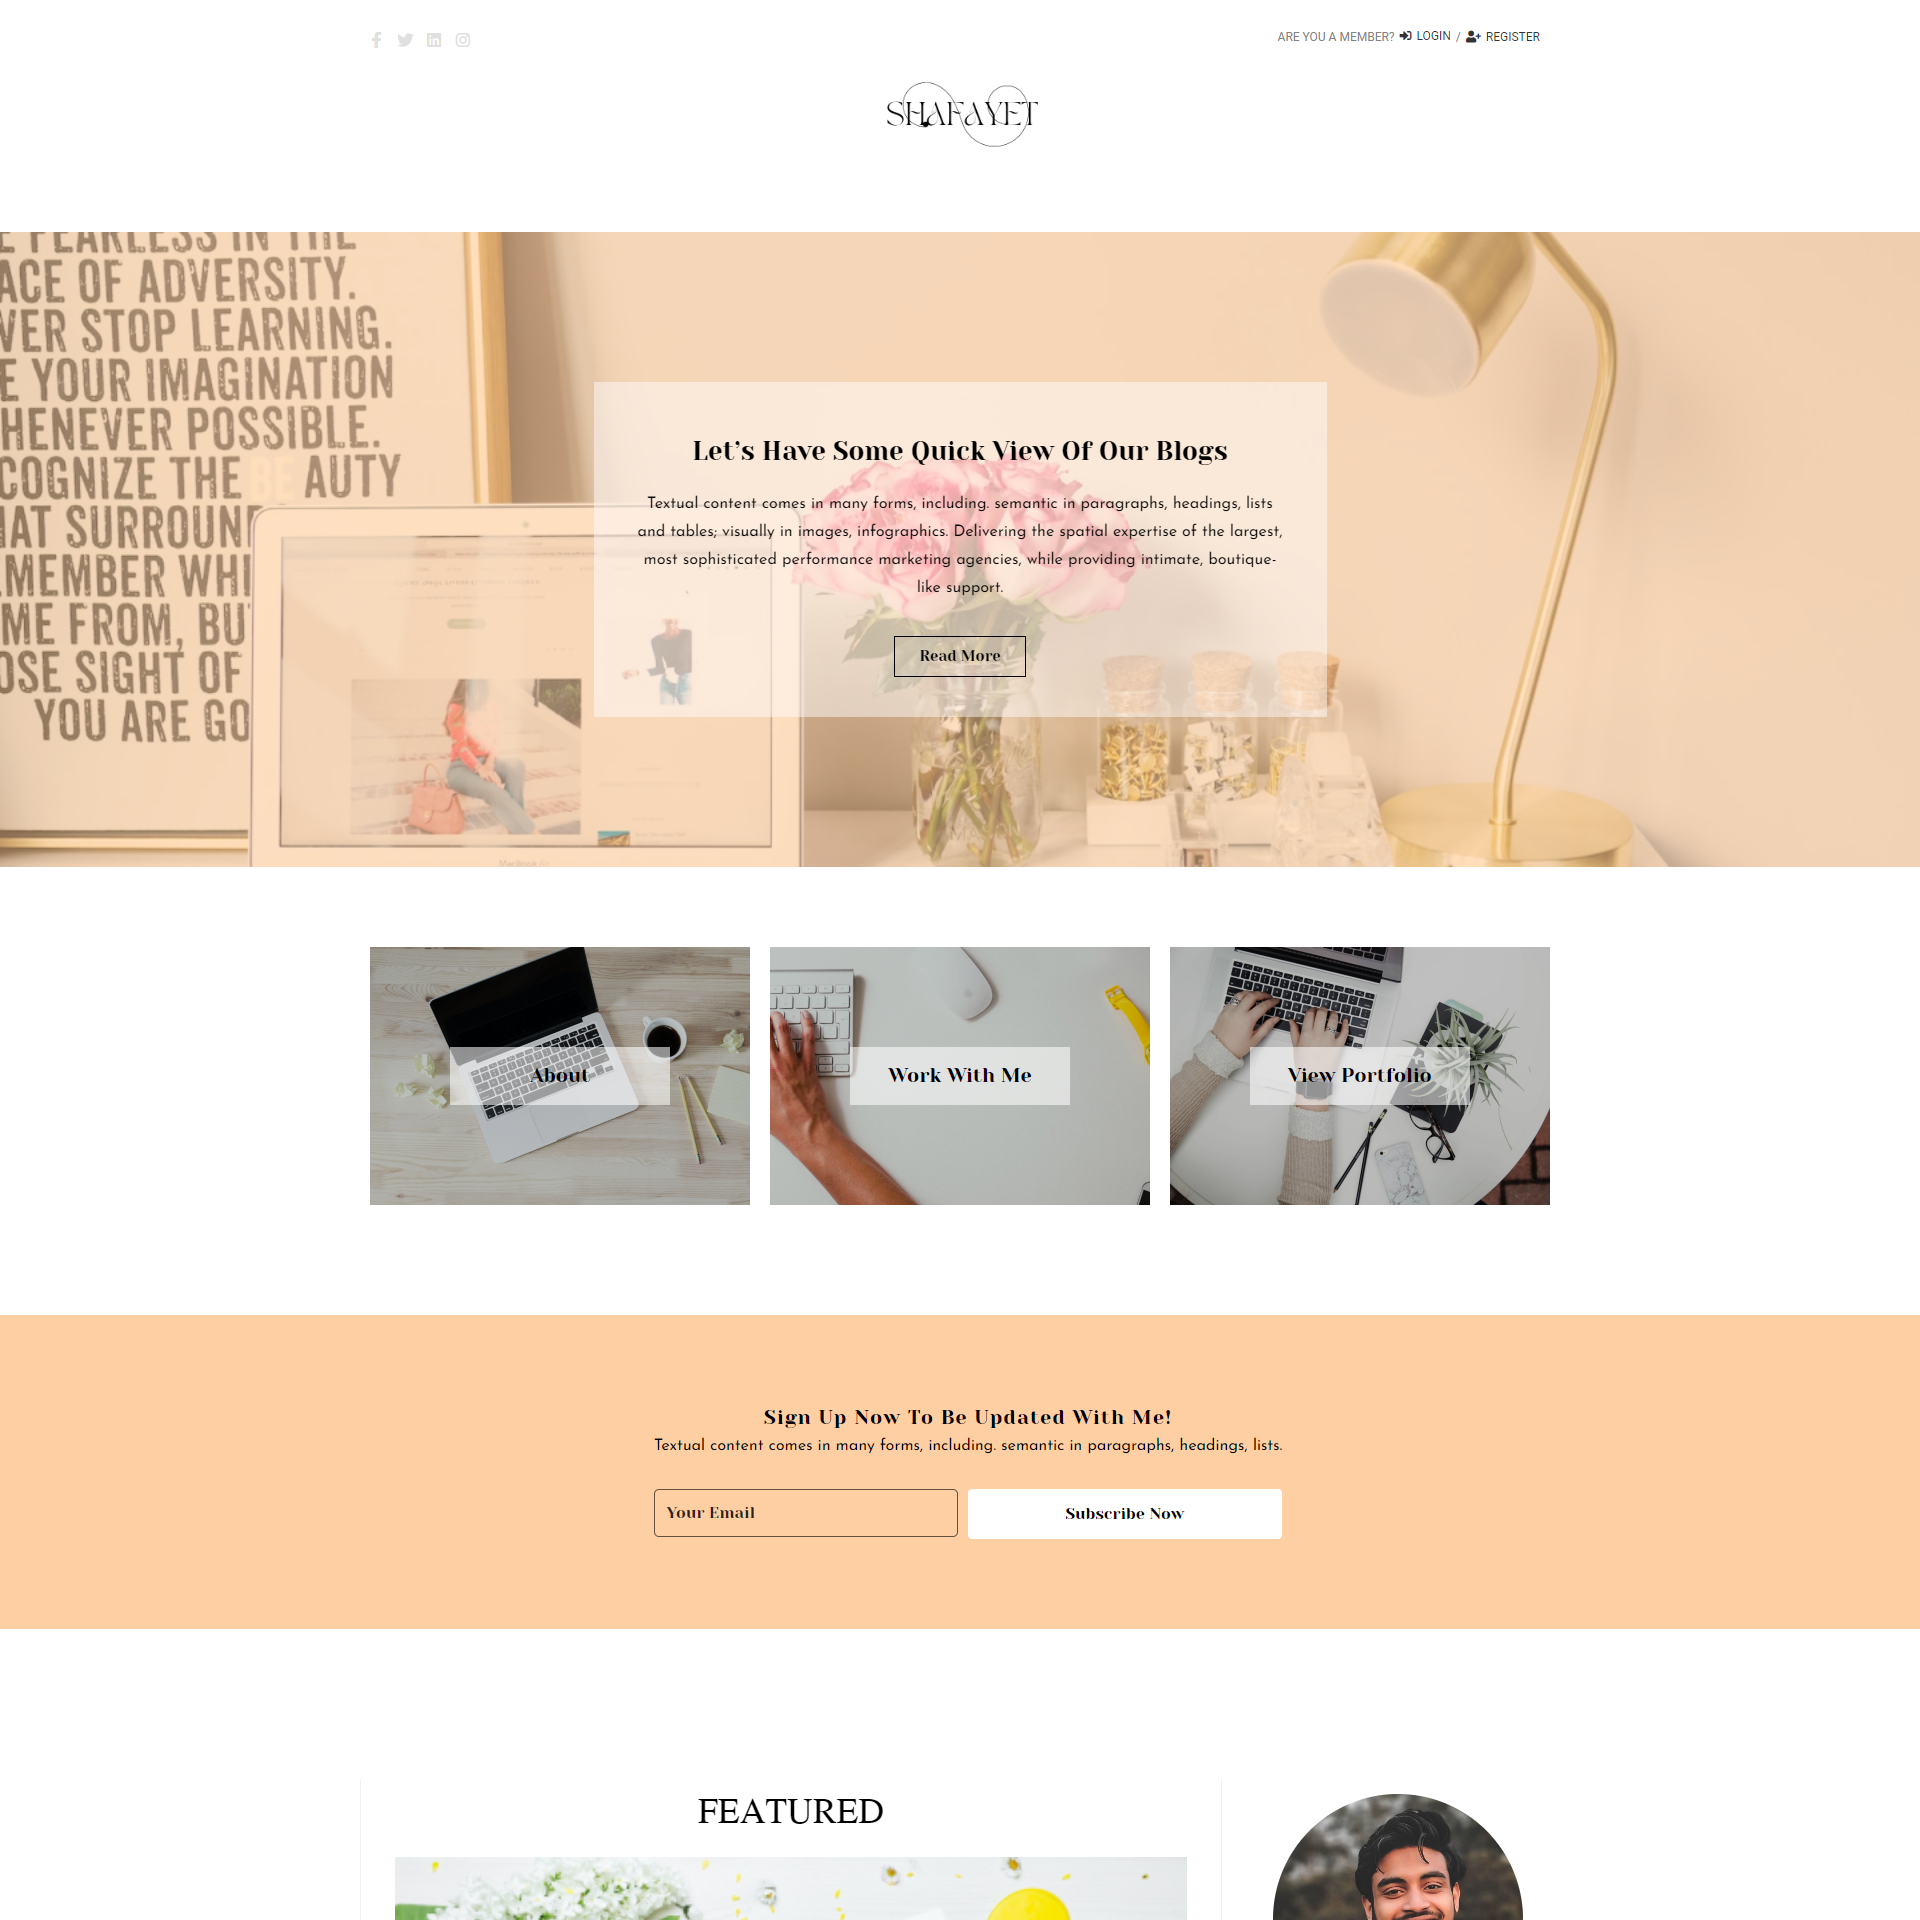 ARE YOU A MEMBER? LOGIN / REGISTER
SHAFAYET
E FEARLESS IN THE
ACE OF ADVERSITY.
VER STOP LEARNING.
E YOUR IMAGINATION
HENEVER POSSIBLE.
COGNIZE THE BE AUTY
HAT SURROUN
MEMBER WH
ME FROM, BU
OSE SIGHT OF
YOU ARE GO
MacBook Air
Let’s Have Some Quick View Of Our Blogs
Textual content comes in many forms, including. semantic in paragraphs, headings, lists
and tables; visually in images, infographics. Delivering the spatial expertise of the largest,
most sophisticated performance marketing agencies, while providing intimate, boutique-
like support.
Read More
About
Work With Me
View Portfolio
Sign Up Now To Be Updated With Me!
Textual content comes in many forms, including. semantic in paragraphs, headings, lists.
Your Email
Subscribe Now
FEATURED